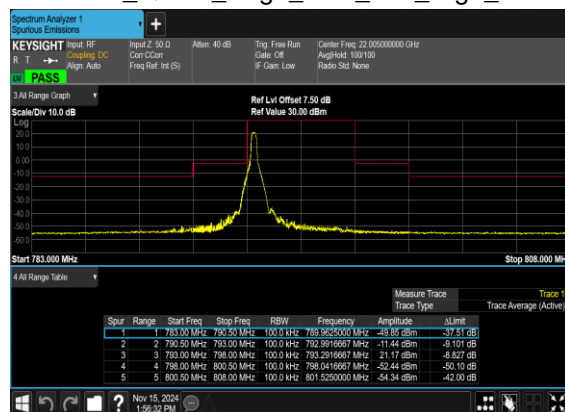 Spectrum Analyzer 1
Spurious Emissions
+
KEYSIGHT Input: RF Input Z: 50 Ω Atten: 40 dB Trig: Free Run Center Freq: 22.005000000 GHz
R T Coupling: DC Corr CCorr Gate: Off Avg|Hold: 100/100
Align: Auto Freq Ref: Int (S) IF Gain: Low Radio Std: None
PASS
3 All Range Graph
Ref Lvl Offset 7.50 dB
Scale/Div 10.0 dB Ref Value 30.00 dBm
Log
20.0
10.0
0.00
-10.0
-20.0
-30.0
-40.0
-50.0
-60.0
Start 783.000 MHz Stop 808.000 MH
4 All Range Table
Measure Trace Trace 1
Trace Type Trace Average (Active)
Spur Range Start Freq Stop Freq RBW Frequency Amplitude ΔLimit
1 1 783.00 MHz 790.50 MHz 100.0 kHz 789.9625000 MHz -49.85 dBm -37.51 dB
2 2 790.50 MHz 793.00 MHz 100.0 kHz 792.9916667 MHz -11.44 dBm -9.101 dB
3 3 793.00 MHz 798.00 MHz 100.0 kHz 793.2916667 MHz 21.17 dBm -8.827 dB
4 4 798.00 MHz 800.50 MHz 100.0 kHz 798.0416667 MHz -52.44 dBm -50.10 dB
5 5 800.50 MHz 808.00 MHz 100.0 kHz 801.5250000 MHz -54.34 dBm -42.00 dB
? Nov 15, 2024
1:56:32 PM